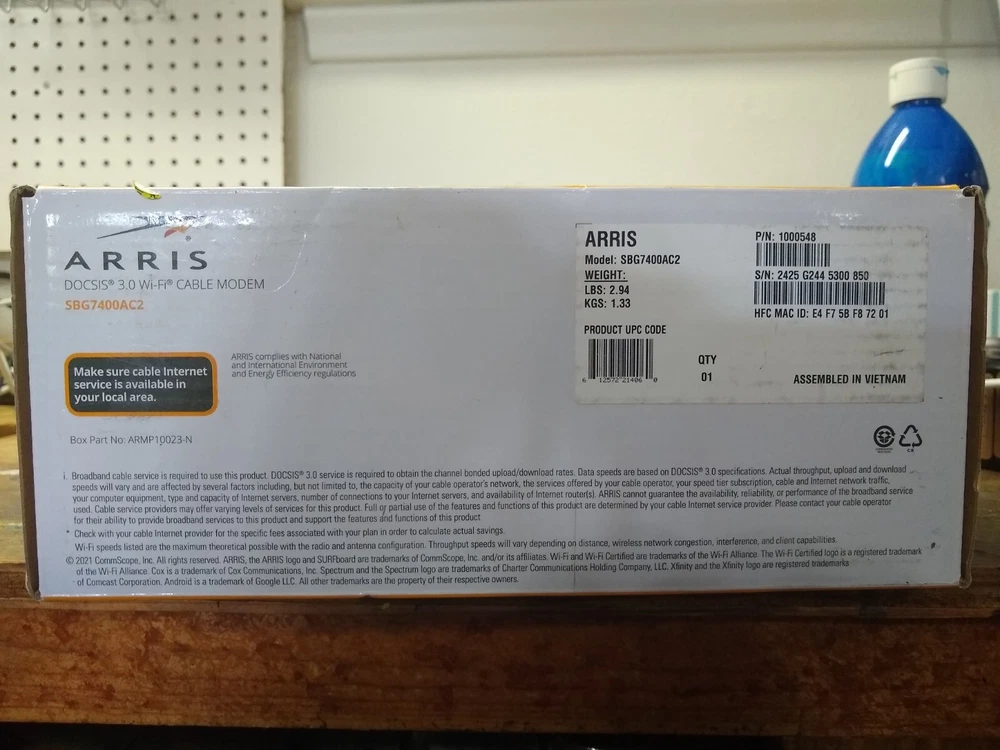 ARRIS
DOCSIS® 3.0 Wi-Fi® CABLE MODEM
SBG7400AC2
Make sure cable Internet
service is available in
your local area.
ARRIS complies with National
and International Environment
and Energy Efficiency regulations
Box Part No: ARMP10023-N
ARRIS
Model: SBG7400AC2
WEIGHT:
LBS: 2.94
KGS: 1.33
PRODUCT UPC CODE
6 12572 21406 0
QTY
01
P/N: 1000548
S/N: 2425 G244 5300 850
HFC MAC ID: E4 F7 5B F8 72 01
ASSEMBLED IN VIETNAM
i. Broadband cable service is required to use this product. DOCSIS® 3.0 service is required to obtain the channel bonded upload/download rates. Data speeds are based on DOCSIS® 3.0 specifications. Actual throughput, upload and download
speeds will vary and are affected by several factors including, but not limited to, the capacity of your cable operator's network, the services offered by your cable operator, your speed tier subscription, cable and Internet network traffic,
your computer equipment, type and capacity of Internet servers, number of connections to your Internet servers, and availability of Internet router(s). ARRIS cannot guarantee the availability, reliability, or performance of the broadband service
used. Cable service providers may offer varying levels of services for this product. Full or partial use of the features and functions of this product are determined by your cable Internet service provider. Please contact your cable operator
for their ability to provide broadband services to this product and support the features and functions of this product
* Check with your cable Internet provider for the specific fees associated with your plan in order to calculate actual savings.
Wi-Fi speeds listed are the maximum theoretical possible with the radio and antenna configuration. Throughput speeds will vary depending on distance, wireless network congestion, interference, and client capabilities.
© 2021 CommScope, Inc. All rights reserved. ARRIS, the ARRIS logo and SURFboard are trademarks of CommScope, Inc. and/or its affiliates. Wi-Fi and Wi-Fi Certified are trademarks of the Wi-Fi Alliance. The Wi-Fi Certified logo is a registered trademark
of the Wi-Fi Alliance. Cox is a trademark of Cox Communications, Inc. Spectrum and the Spectrum logo are trademarks of Charter Communications Holding Company, LLC. Xfinity and the Xfinity logo are registered trademarks
of Comcast Corporation. Android is a trademark of Google LLC. All other trademarks are the property of their respective owners.